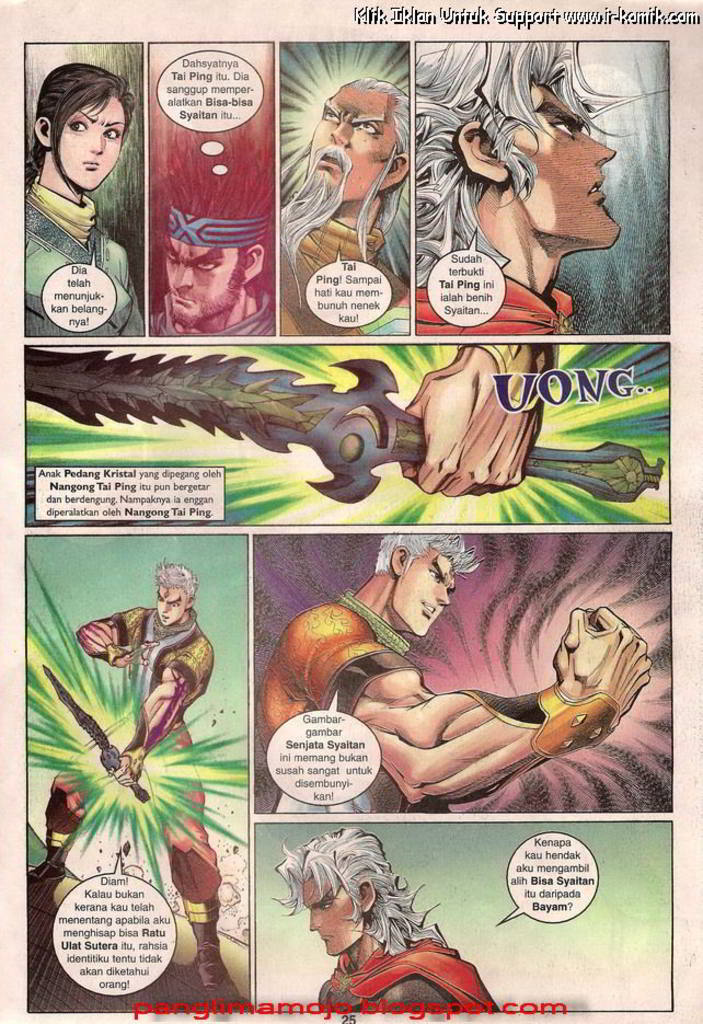 Klik Iklan Untuk Support www.i-komik.com
Dia
telah
menunjuk-
kan belang-
nya!
Dahsyatnya
Tai Ping itu. Dia
sanggup memper-
alatkan Bisa-bisa
Syaitan itu...
Tai
Ping! Sampai
hati kau mem-
bunuh nenek
kau!
Sudah
terbukti
Tai Ping ini
ialah benih
Syaitan...
UONG..
Anak Pedang Kristal yang dipegang oleh
Nangong Tai Ping itu pun bergetar
dan berdengung. Nampaknya ia enggan
diperalatkan oleh Nangong Tai Ping.
Diam!
Kalau bukan
kerana kau telah
menentang apabila aku
menghisap bisa Ratu
Ulat Sutera itu, rahsia
identitiku tentu tidak
akan diketahui
orang!
Gambar-
gambar
Senjata Syaitan
ini memang bukan
susah sangat untuk
disembunyi-
kan!
Kenapa
kau hendak
aku mengambil
alih Bisa Syaitan
itu daripada
Bayam?
panglimamojo.blogspot.com
25